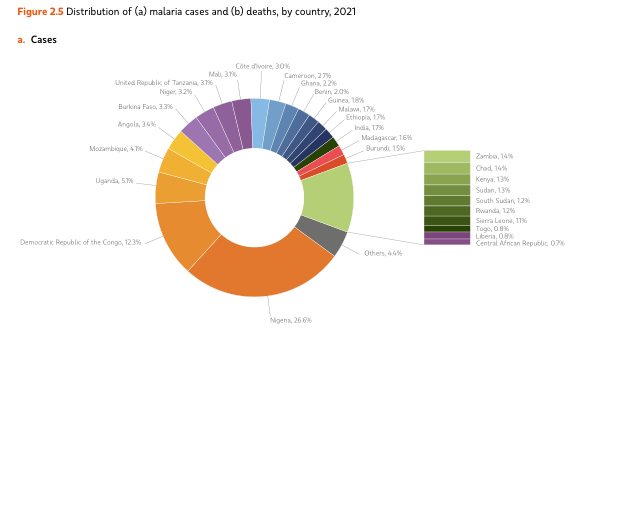 Figure 2.5 Distribution of (a) malaria cases and (b) deaths, by country, 2021
a. Cases
Côte d'Ivoire, 3.0%
Mali, 3.1%
Cameroon, 2.7%
United Republic of Tanzania, 3.1%
Ghana, 2.2%
Niger, 3.2%
Benin, 2.0%
Burkina Faso, 3.3%
Guinea, 1.8%
Malawi, 1.7%
Angola, 3.4%
Ethiopia, 1.7%
India, 1.7%
Madagascar, 1.6%
Mozambique, 4.1%
Burundi, 1.5%
Zambia, 1.4%
Chad, 1.4%
Uganda, 5.1%
Kenya, 1.3%
Sudan, 1.3%
South Sudan, 1.2%
Rwanda, 1.2%
Sierra Leone, 1.1%
Togo, 0.8%
Liberia, 0.8%
Democratic Republic of the Congo, 12.3%
Central African Republic, 0.7%
Others, 4.4%
Nigeria, 26.6%